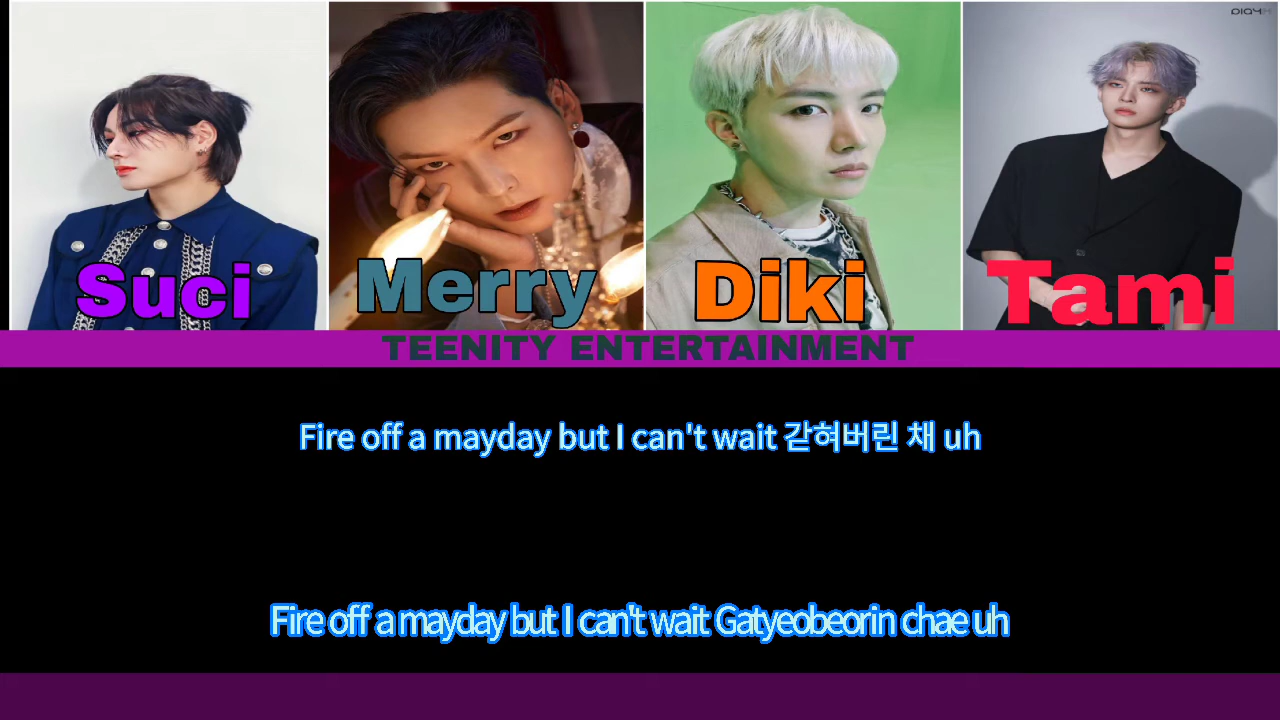 Suci
Merry
Diki
Tami
TEENITY ENTERTAINMENT
Fire off a mayday but I can't wait 갇혀버린 채 uh
Fire off a mayday but I can't wait Gatyeobeorin chae uh